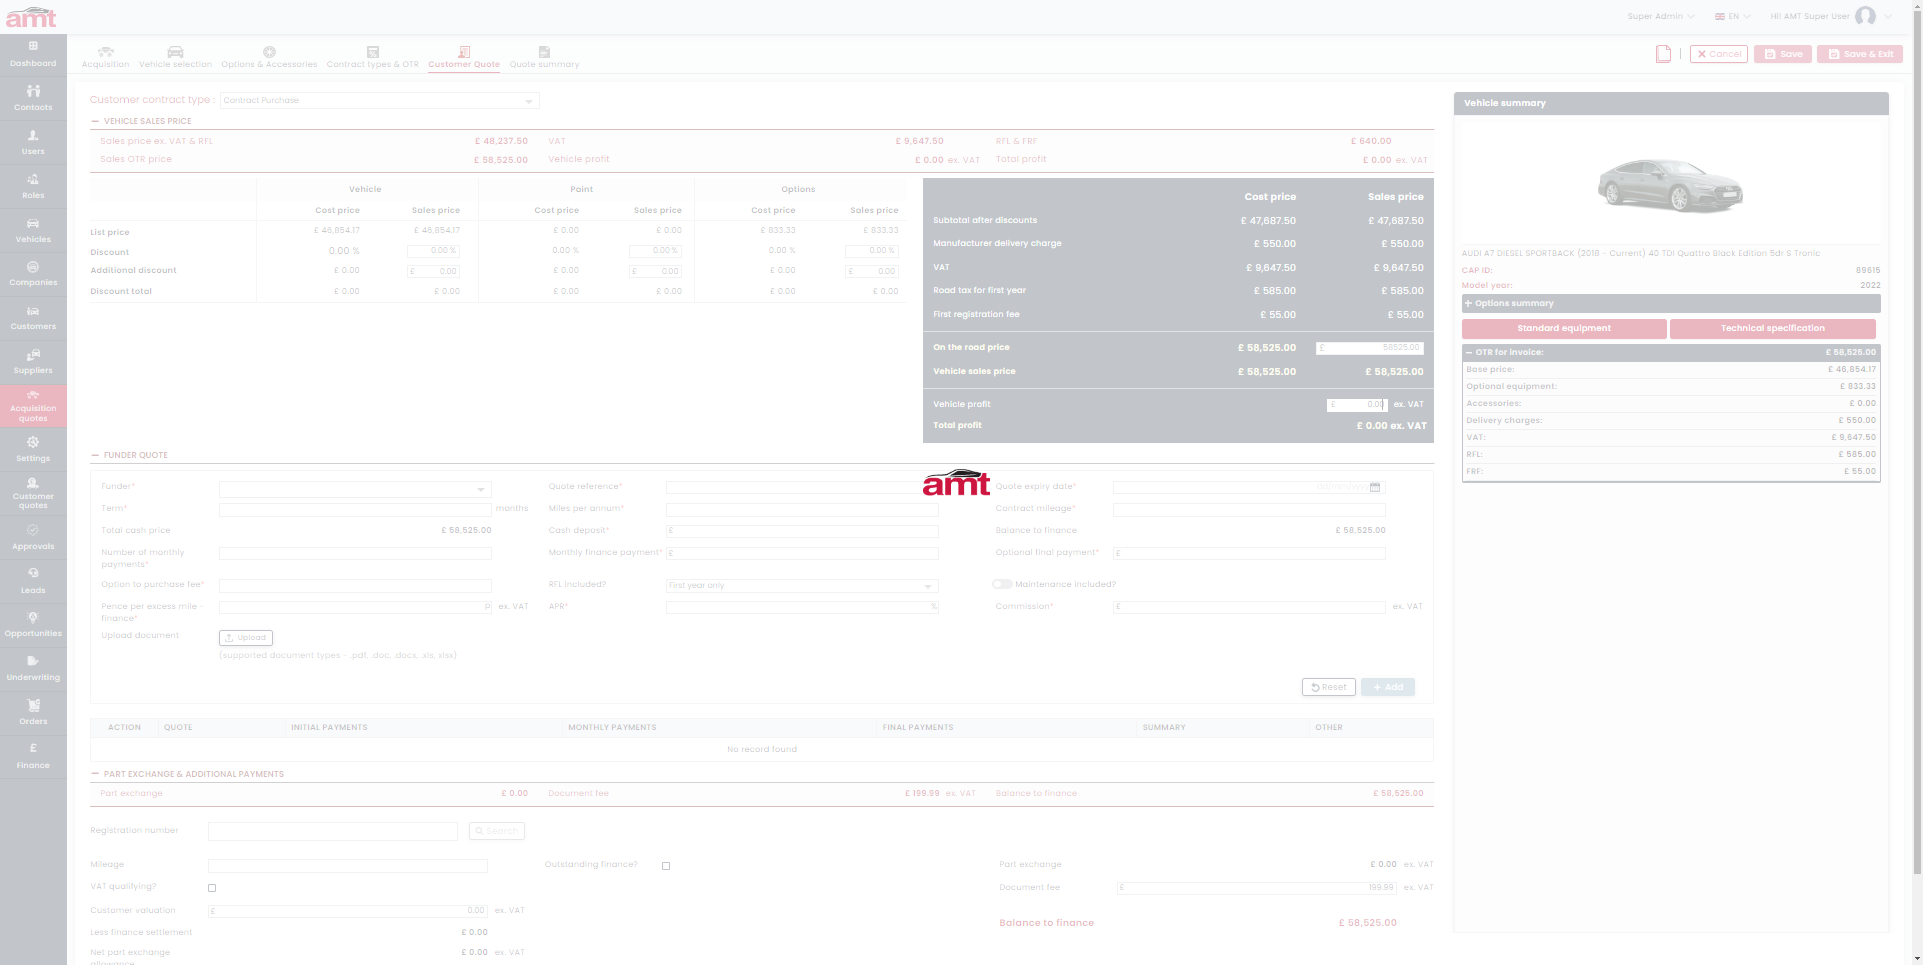 amt
Super Admin
EN
Hi! AMT Super User
Dashboard
Contacts
Users
Roles
Vehicles
Companies
Customers
Suppliers
Acquisition quotes
Settings
Customer quotes
Approvals
Leads
Opportunities
Underwriting
Orders
Finance
Acquisition
Vehicle selection
Options & Accessories
Contract types & OTR
Customer Quote
Quote summary
Cancel
Save
Save & Exit
Customer contract type :
Contract Purchase
VEHICLE SALES PRICE
Sales price ex. VAT & RFL £ 48,237.50 VAT £ 9,647.50 RFL & FRF £ 640.00
Sales OTR price £ 58,525.00 Vehicle profit £ 0.00 ex. VAT Total profit £ 0.00 ex. VAT
Vehicle Paint Options
Cost price Sales price Cost price Sales price Cost price Sales price
List price £ 46,854.17 £ 46,854.17 £ 0.00 £ 0.00 £ 833.33 £ 833.33
Discount 0.00 % 0.00 % 0.00 % 0.00 % 0.00 % 0.00 %
Additional discount £ 0.00 £ 0.00 £ 0.00 £ 0.00 £ 0.00 £ 0.00
Discount total £ 0.00 £ 0.00 £ 0.00 £ 0.00 £ 0.00 £ 0.00
Cost price Sales price
Subtotal after discounts £ 47,687.50 £ 47,687.50
Manufacturer delivery charge £ 550.00 £ 550.00
VAT £ 9,647.50 £ 9,647.50
Road tax for first year £ 585.00 £ 585.00
First registration fee £ 55.00 £ 55.00
On the road price £ 58,525.00 £ 58525.00
Vehicle sales price £ 58,525.00 £ 58,525.00
Vehicle profit £ 0.00 ex. VAT
Total profit £ 0.00 ex. VAT
FUNDER QUOTE
amt
Funder* Quote reference* Quote expiry date* dd/mm/yyyy
Term* months Miles per annum* Contract mileage*
Total cash price £ 58,525.00 Cash deposit* £ Balance to finance £ 58,525.00
Number of monthly payments* Monthly finance payment* £ Optional final payment* £
Option to purchase fee* RFL Included? First year only Maintenance included?
Pence per excess mile - finance* P ex. VAT APR* % Commission* £ ex. VAT
Upload document Upload
(supported document types - .pdf, .doc, .docx, .xls, xlsx)
Reset
+ Add
ACTION QUOTE INITIAL PAYMENTS MONTHLY PAYMENTS FINAL PAYMENTS SUMMARY OTHER
No record found
PART EXCHANGE & ADDITIONAL PAYMENTS
Part exchange £ 0.00 Document fee £ 199.99 ex. VAT Balance to finance £ 58,525.00
Registration number Search
Mileage Outstanding finance? Part exchange £ 0.00 ex. VAT
VAT qualifying? Document fee £ 199.99 ex. VAT
Customer valuation £ 0.00 ex. VAT
Balance to finance £ 58,525.00
Less finance settlement £ 0.00
Net part exchange allowance: £ 0.00 ex. VAT
Vehicle summary
AUDI A7 DIESEL SPORTBACK (2018 - Current) 40 TDI Quattro Black Edition 5dr S Tronic
CAP ID: 89615
Model year: 2022
+ Options summary
Standard equipment
Technical specification
OTR for invoice: £ 58,525.00
Base price: £ 46,854.17
Optional equipment: £ 833.33
Accessories: £ 0.00
Delivery charges: £ 550.00
VAT: £ 9,647.50
RFL: £ 585.00
FRF: £ 55.00